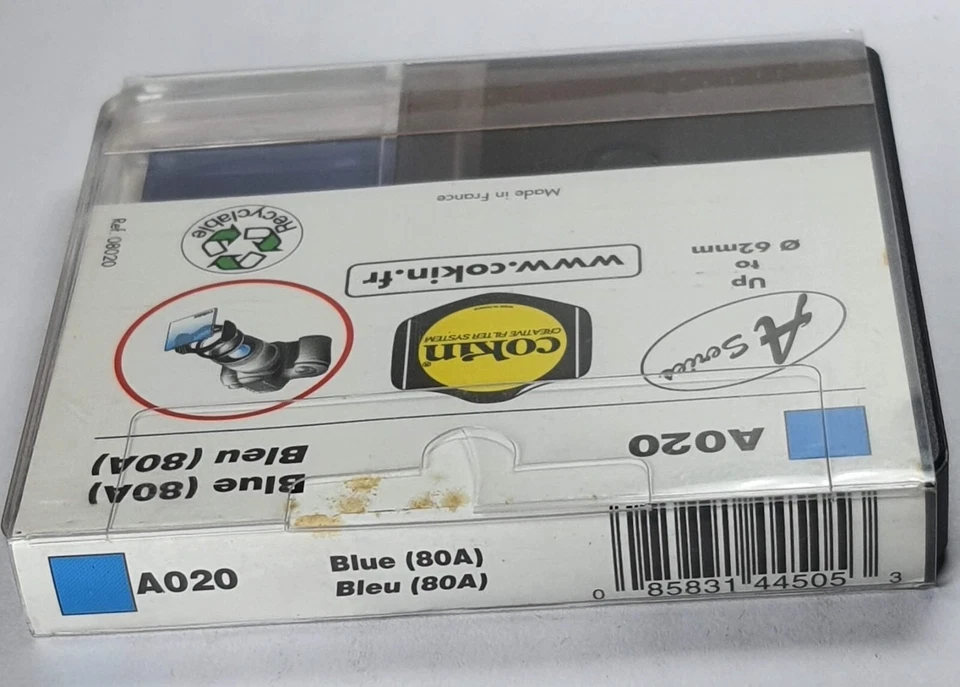 Made in France
Recyclable
Ref. 08020
www.cokin.fr
Up
to
Ø 62mm
cokin®
CREATIVE FILTER SYSTEM
A Series
A020
Blue (80A)
Bleu (80A)
A020
Blue (80A)
Bleu (80A)
0 85831 44505 3